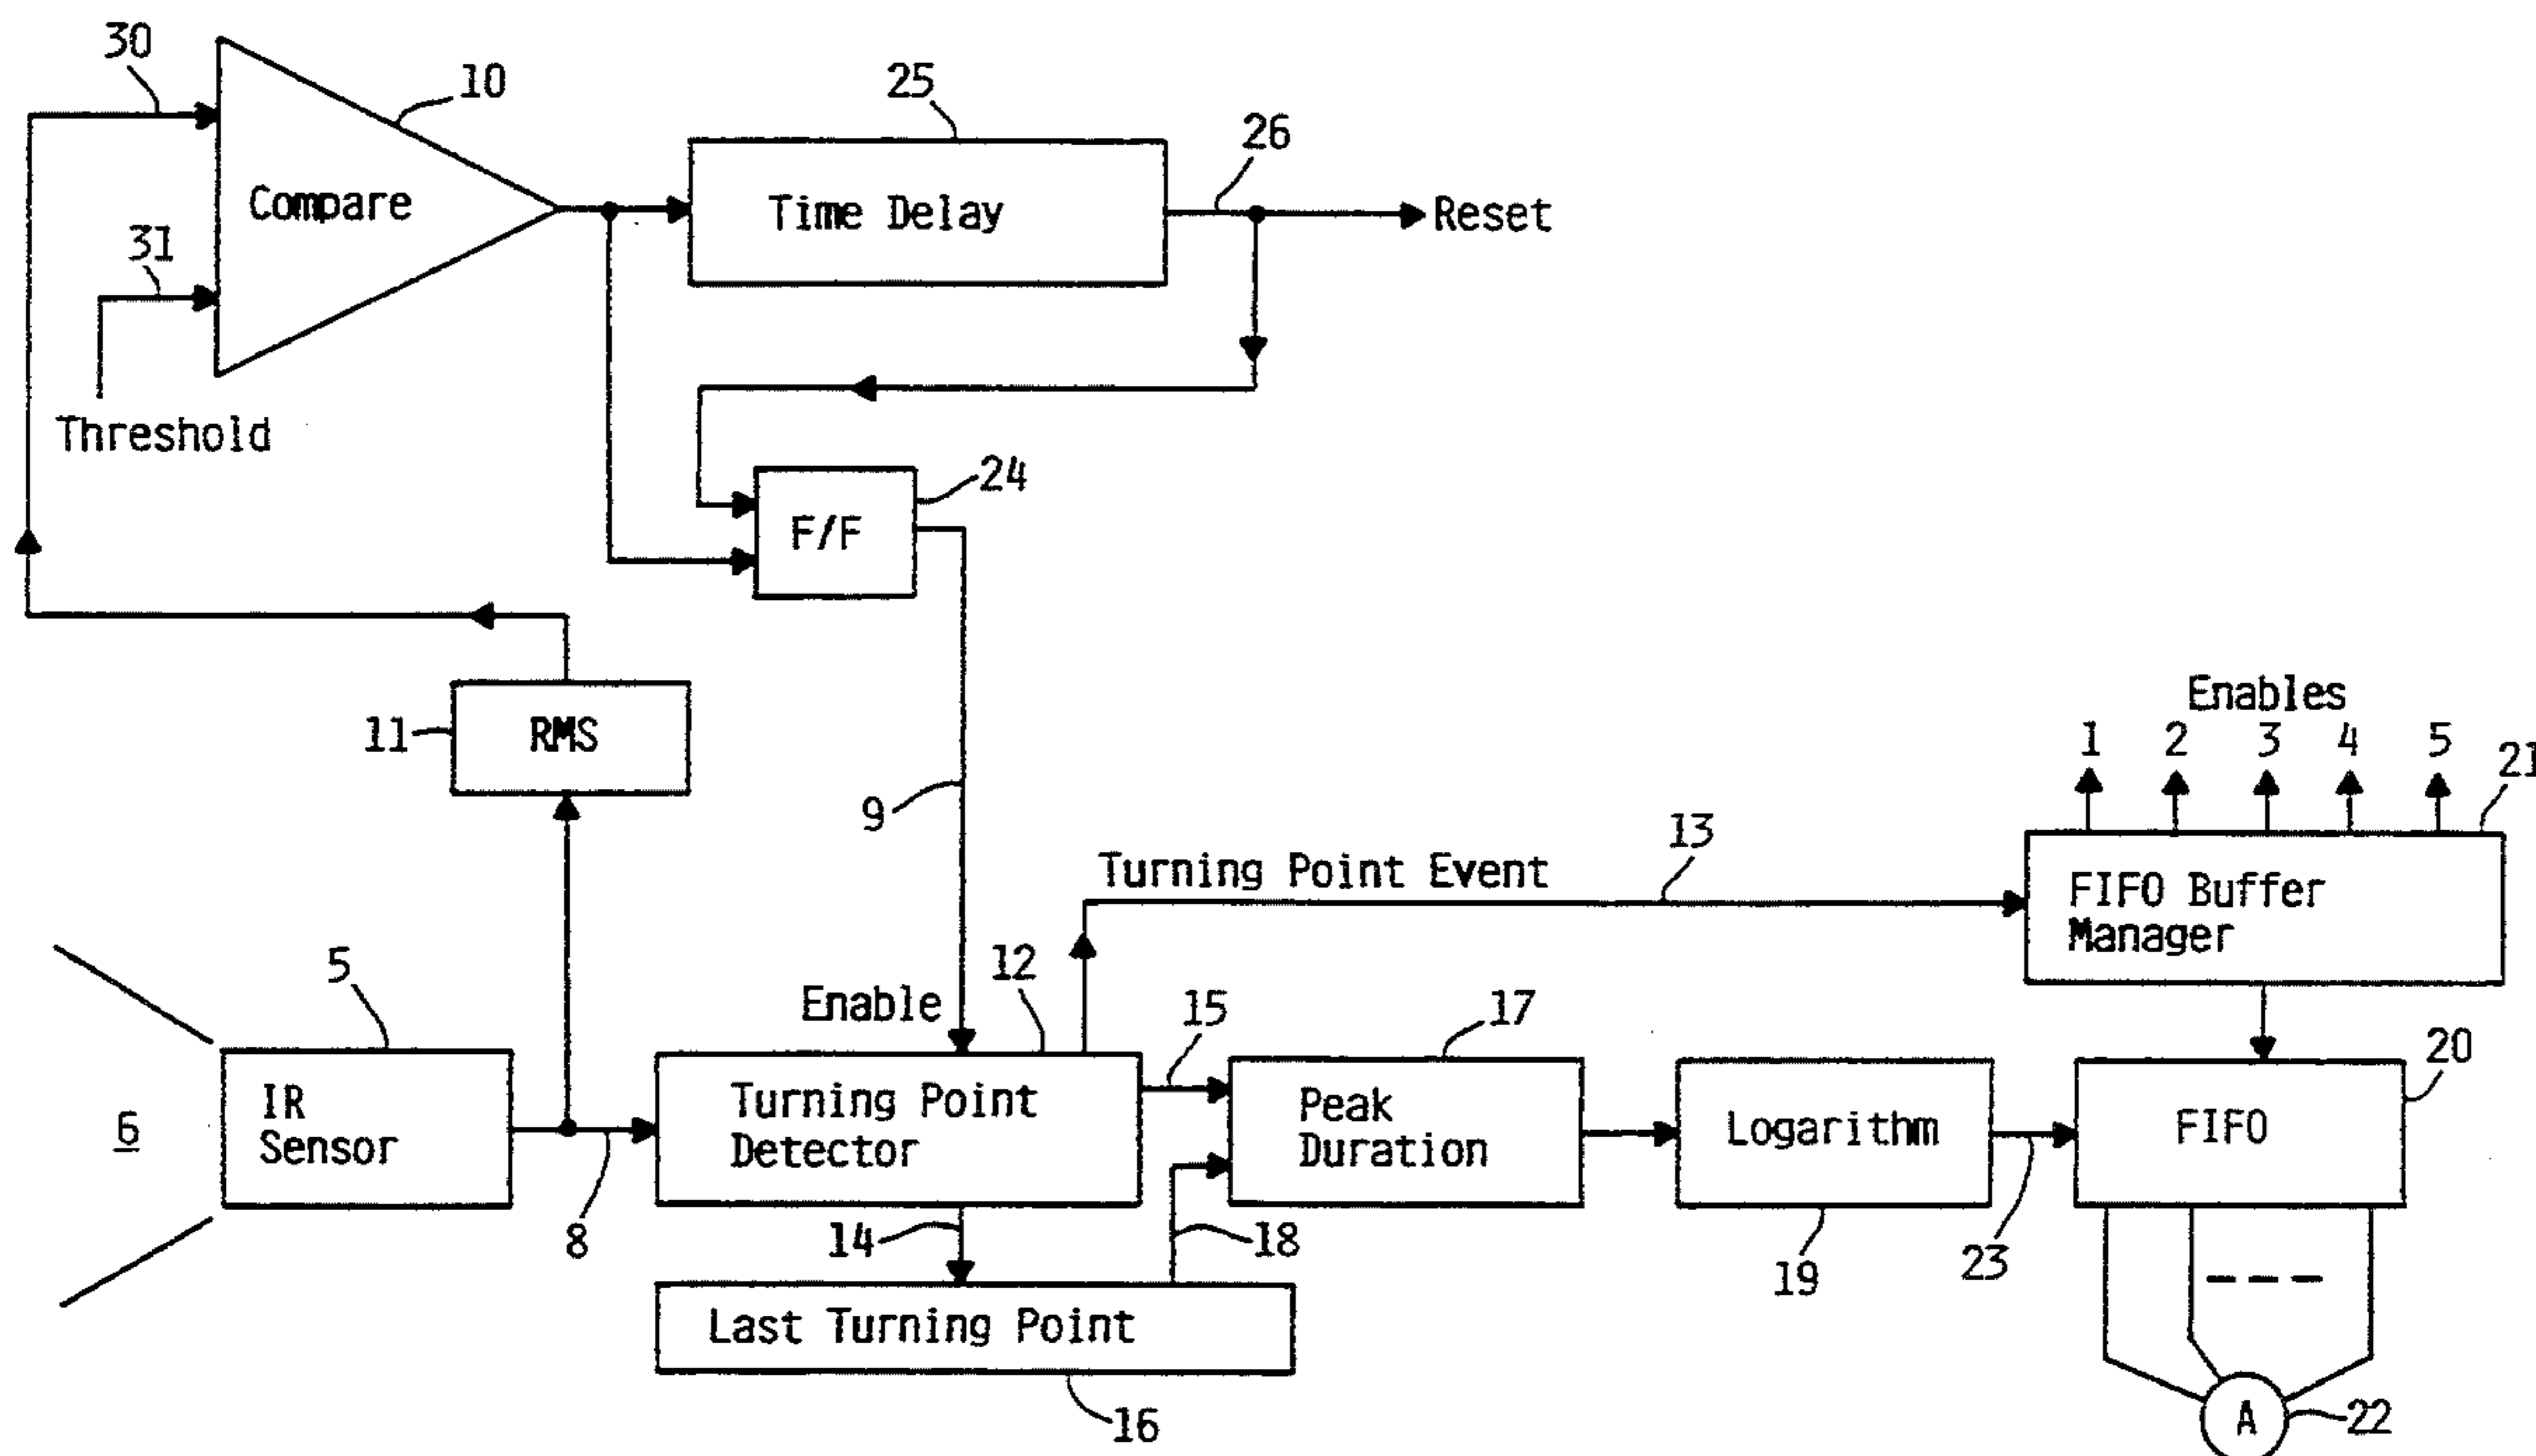 30
10
25
26
Compare
Time Delay
Reset
31
Threshold
24
F/F
11
RMS
Enables
1 2 3 4 5
21
9
13
Turning Point Event
FIFO Buffer
Manager
5
12
Enable
15
17
20
6
IR
Sensor
Turning Point
Detector
Peak
Duration
Logarithm
FIFO
8
14
18
19
23
Last Turning Point
16
A
22